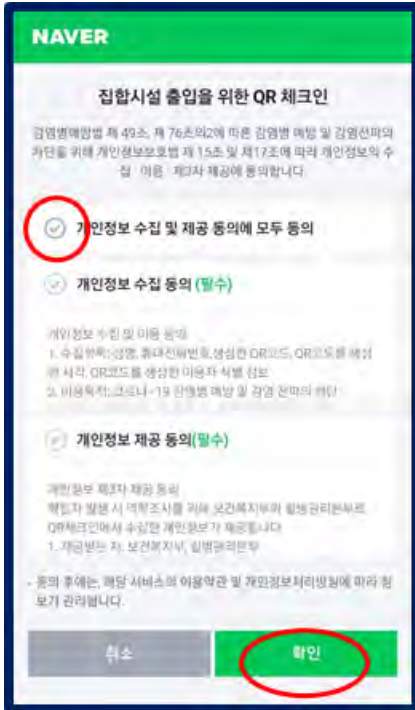 NAVER
집합시설 출입을 위한 QR 체크인
감염병예방법 제 49조, 제 76조의2에 따른 감염병 예방 및 감염전파의
차단을 위해 개인정보보호법 제 15조 및 제17조에 따라 개인정보의 수
집 · 이용 · 제3자 제공에 동의합니다
개인정보 수집 및 제공 동의에 모두 동의
개인정보 수집 동의 (필수)
개인정보 수집 및 이용 동의
1. 수집항목: 성명, 휴대전화번호, 생성한 QR코드, QR코드를 생성
한 시각, QR코드를 생성한 이용자 식별 정보
2. 이용목적: 코로나-19 감염병 예방 및 감염 전파의 차단
개인정보 제공 동의(필수)
개인정보 제3자 제공 동의
확진자 발생 시 역학조사를 위해 보건복지부와 질병관리본부로
QR체크인에서 수집한 개인정보가 제공됩니다
1. 제공받는 자: 보건복지부, 질병관리본부
- 동의 후에는, 해당 서비스의 이용약관 및 개인정보처리방침에 따라 정
보가 관리됩니다.
취소
확인